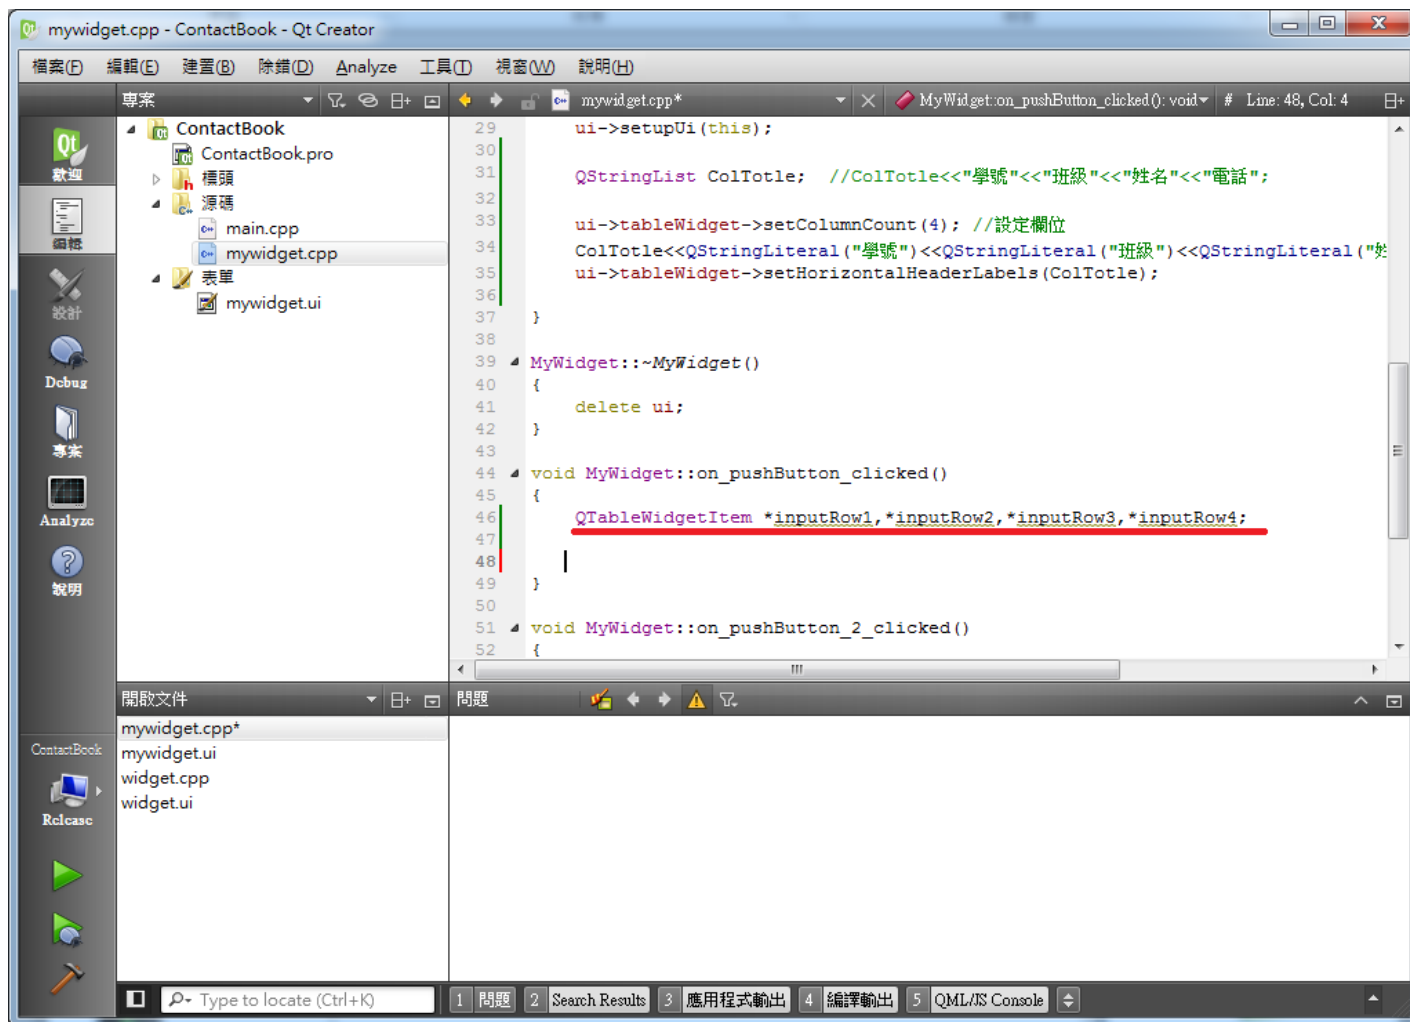 mywidget.cpp - ContactBook - Qt Creator
檔案(F) 編輯(E) 建置(B) 除錯(D) Analyze 工具(T) 視窗(W) 說明(H)
專案
mywidget.cpp*
MyWidget::on_pushButton_clicked(): void
# Line: 48, Col: 4
歡迎
編輯
設計
Debug
專案
Analyze
說明
ContactBook
Release
ContactBook
ContactBook.pro
標頭
源碼
main.cpp
mywidget.cpp
表單
mywidget.ui
29 ui->setupUi(this);
30
31 QStringList ColTotle; //ColTotle<<"學號"<<"班級"<<"姓名"<<"電話";
32
33 ui->tableWidget->setColumnCount(4); //設定欄位
34 ColTotle<<QStringLiteral("學號")<<QStringLiteral("班級")<<QStringLiteral("姓
35 ui->tableWidget->setHorizontalHeaderLabels(ColTotle);
36
37 }
38
39 MyWidget::~MyWidget()
40 {
41 delete ui;
42 }
43
44 void MyWidget::on_pushButton_clicked()
45 {
46 QTableWidgetItem *inputRow1,*inputRow2,*inputRow3,*inputRow4;
47
48
49 }
50
51 void MyWidget::on_pushButton_2_clicked()
52 {
開啟文件
mywidget.cpp*
mywidget.ui
widget.cpp
widget.ui
問題
Type to locate (Ctrl+K)
1 問題 2 Search Results 3 應用程式輸出 4 編譯輸出 5 QML/JS Console